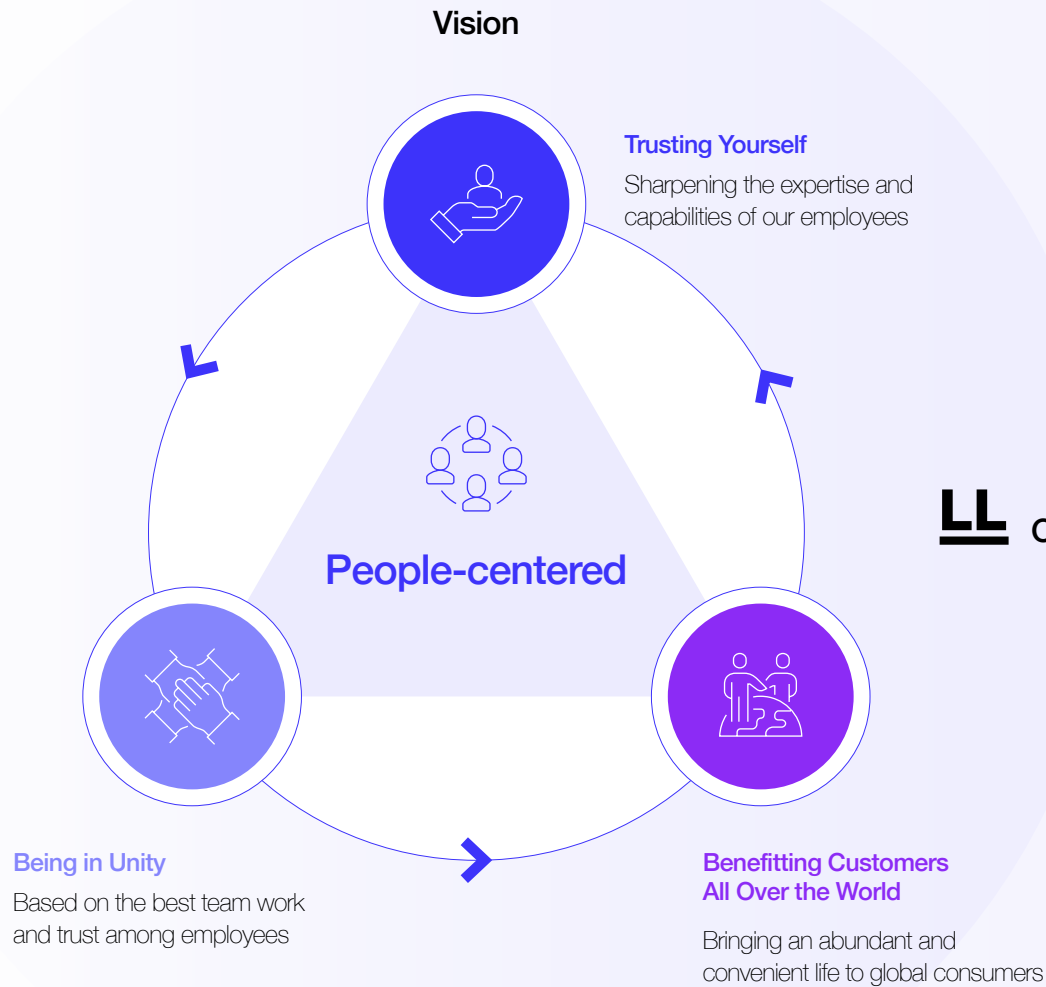 Vision
Trusting Yourself
Sharpening the expertise and
capabilities of our employees
People-centered
Being in Unity
Based on the best team work
and trust among employees
Benefitting Customers
All Over the World
Bringing an abundant and
convenient life to global consumers